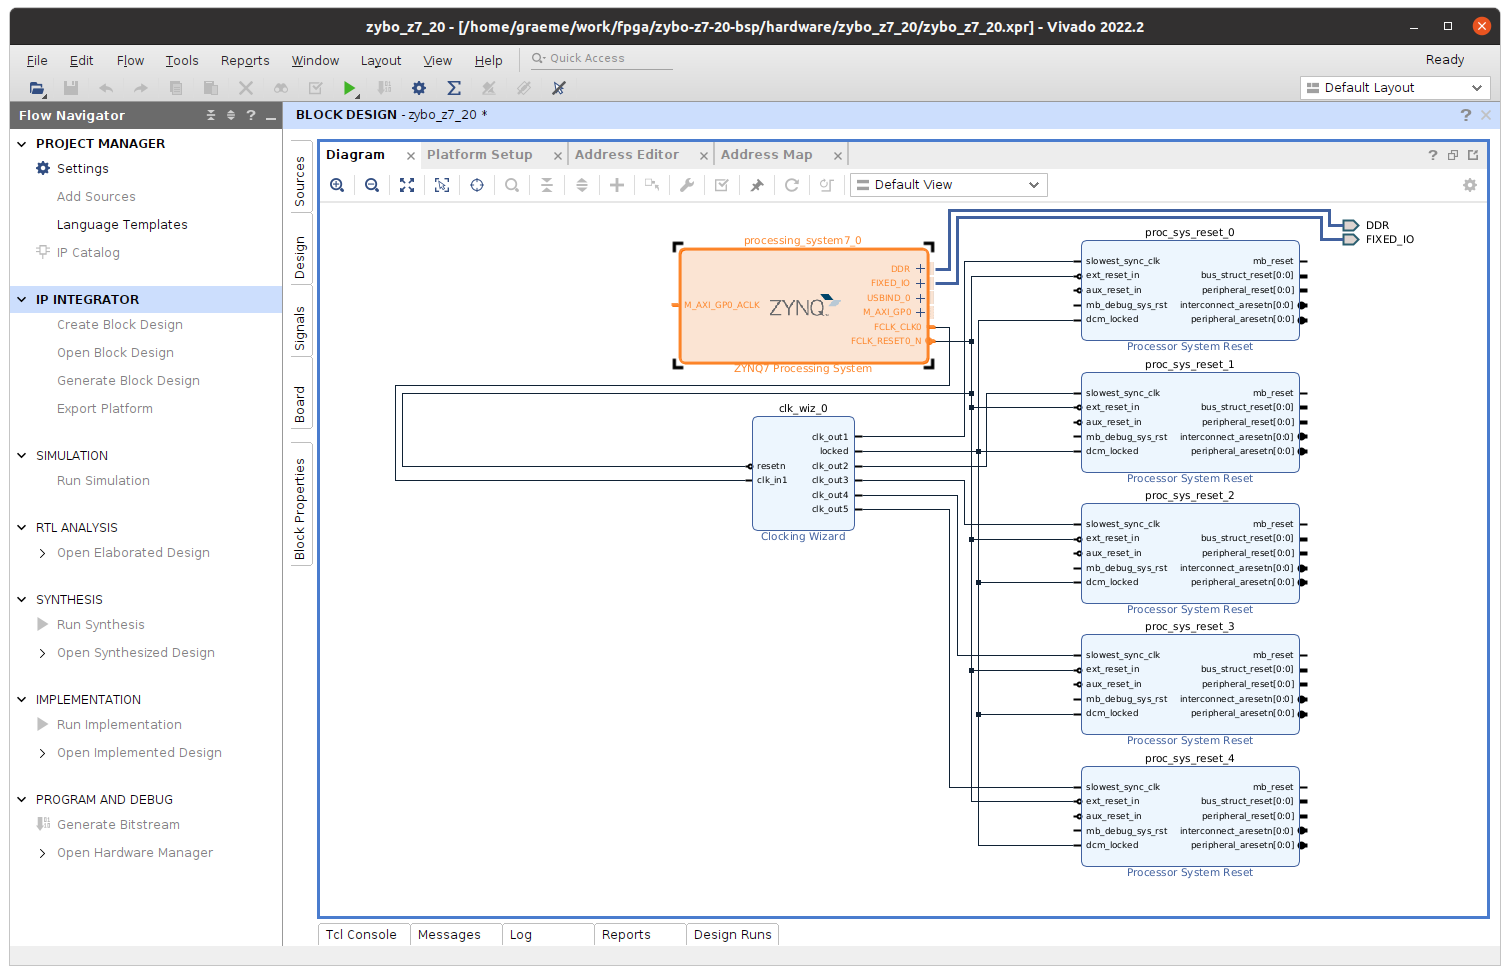 zybo_z7_20 - [/home/graeme/work/fpga/zybo-z7-20-bsp/hardware/zybo_z7_20/zybo_z7_20.xpr] - Vivado 2022.2
File Edit Flow Tools Reports Window Layout View Help Quick Access Ready
Default Layout
Flow Navigator
PROJECT MANAGER
Settings
Add Sources
Language Templates
IP Catalog
IP INTEGRATOR
Create Block Design
Open Block Design
Generate Block Design
Export Platform
SIMULATION
Run Simulation
RTL ANALYSIS
Open Elaborated Design
SYNTHESIS
Run Synthesis
Open Synthesized Design
IMPLEMENTATION
Run Implementation
Open Implemented Design
PROGRAM AND DEBUG
Generate Bitstream
Open Hardware Manager
BLOCK DESIGN - zybo_z7_20 *
Sources
Design
Signals
Board
Block Properties
Diagram Platform Setup Address Editor Address Map
Default View
processing_system7_0
M_AXI_GP0_ACLK
ZYNQ
DDR
FIXED_IO
USBIND_0
M_AXI_GP0
FCLK_CLK0
FCLK_RESET0_N
ZYNQ7 Processing System
clk_wiz_0
resetn
clk_in1
clk_out1
locked
clk_out2
clk_out3
clk_out4
clk_out5
Clocking Wizard
DDR
FIXED_IO
proc_sys_reset_0
slowest_sync_clk mb_reset
ext_reset_in bus_struct_reset[0:0]
aux_reset_in peripheral_reset[0:0]
mb_debug_sys_rst interconnect_aresetn[0:0]
dcm_locked peripheral_aresetn[0:0]
Processor System Reset
proc_sys_reset_1
slowest_sync_clk mb_reset
ext_reset_in bus_struct_reset[0:0]
aux_reset_in peripheral_reset[0:0]
mb_debug_sys_rst interconnect_aresetn[0:0]
dcm_locked peripheral_aresetn[0:0]
Processor System Reset
proc_sys_reset_2
slowest_sync_clk mb_reset
ext_reset_in bus_struct_reset[0:0]
aux_reset_in peripheral_reset[0:0]
mb_debug_sys_rst interconnect_aresetn[0:0]
dcm_locked peripheral_aresetn[0:0]
Processor System Reset
proc_sys_reset_3
slowest_sync_clk mb_reset
ext_reset_in bus_struct_reset[0:0]
aux_reset_in peripheral_reset[0:0]
mb_debug_sys_rst interconnect_aresetn[0:0]
dcm_locked peripheral_aresetn[0:0]
Processor System Reset
proc_sys_reset_4
slowest_sync_clk mb_reset
ext_reset_in bus_struct_reset[0:0]
aux_reset_in peripheral_reset[0:0]
mb_debug_sys_rst interconnect_aresetn[0:0]
dcm_locked peripheral_aresetn[0:0]
Processor System Reset
Tcl Console Messages Log Reports Design Runs